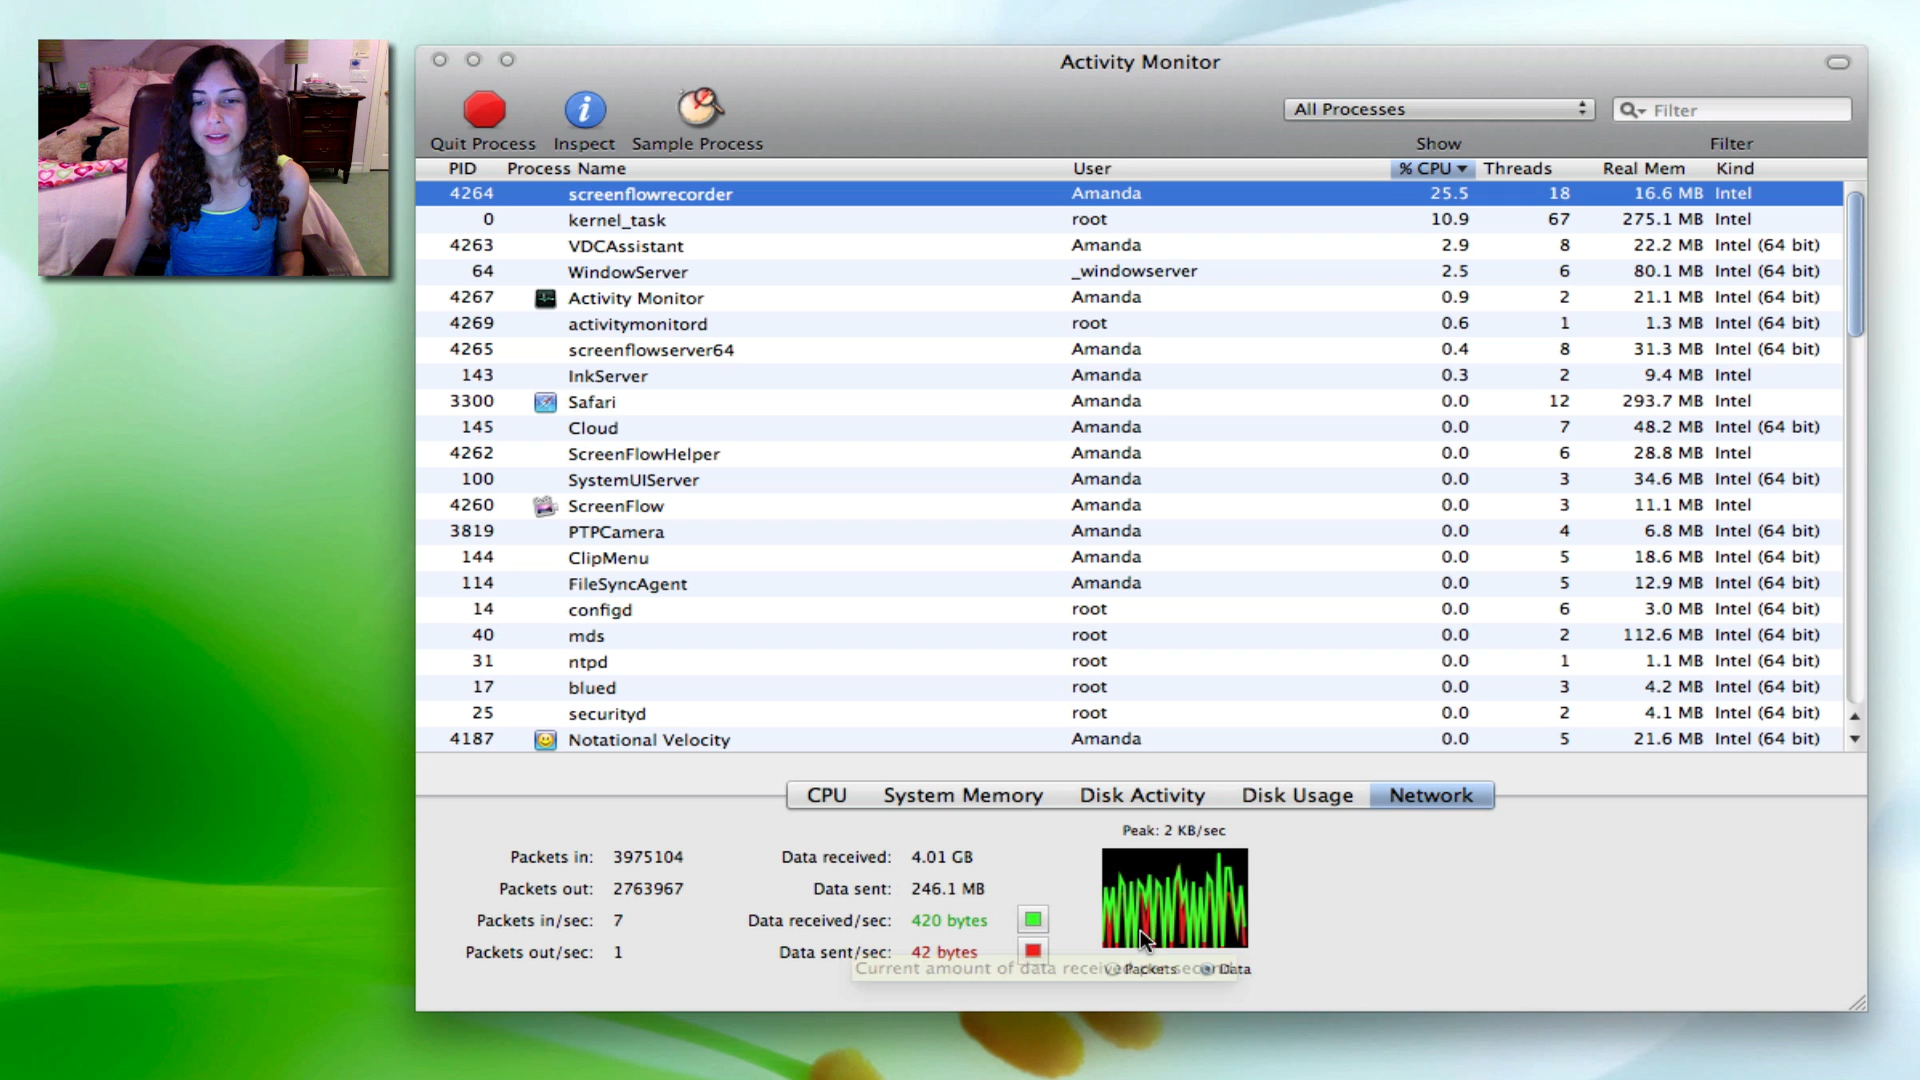 Activity Monitor
Quit Process Inspect Sample Process
All Processes
Filter
Show
Filter
PID Process Name User % CPU Threads Real Mem Kind
4264 screenflowrecorder Amanda 25.5 18 16.6 MB Intel
0 kernel_task root 10.9 67 275.1 MB Intel
4263 VDCAssistant Amanda 2.9 8 22.2 MB Intel (64 bit)
64 WindowServer _windowserver 2.5 6 80.1 MB Intel (64 bit)
4267 Activity Monitor Amanda 0.9 2 21.1 MB Intel (64 bit)
4269 activitymonitord root 0.6 1 1.3 MB Intel (64 bit)
4265 screenflowserver64 Amanda 0.4 8 31.3 MB Intel (64 bit)
143 InkServer Amanda 0.3 2 9.4 MB Intel
3300 Safari Amanda 0.0 12 293.7 MB Intel
145 Cloud Amanda 0.0 7 48.2 MB Intel (64 bit)
4262 ScreenFlowHelper Amanda 0.0 6 28.8 MB Intel
100 SystemUIServer Amanda 0.0 3 34.6 MB Intel (64 bit)
4260 ScreenFlow Amanda 0.0 3 11.1 MB Intel
3819 PTPCamera Amanda 0.0 4 6.8 MB Intel (64 bit)
144 ClipMenu Amanda 0.0 5 18.6 MB Intel (64 bit)
114 FileSyncAgent Amanda 0.0 5 12.9 MB Intel (64 bit)
14 configd root 0.0 6 3.0 MB Intel (64 bit)
40 mds root 0.0 2 112.6 MB Intel (64 bit)
31 ntpd root 0.0 1 1.1 MB Intel (64 bit)
17 blued root 0.0 3 4.2 MB Intel (64 bit)
25 securityd root 0.0 2 4.1 MB Intel (64 bit)
4187 Notational Velocity Amanda 0.0 5 21.6 MB Intel (64 bit)
CPU System Memory Disk Activity Disk Usage Network
Peak: 2 KB/sec
Packets in: 3975104 Data received: 4.01 GB
Packets out: 2763967 Data sent: 246.1 MB
Packets in/sec: 7 Data received/sec: 420 bytes
Packets out/sec: 1 Data sent/sec: 42 bytes
Current amount of data received per second
Packets Data